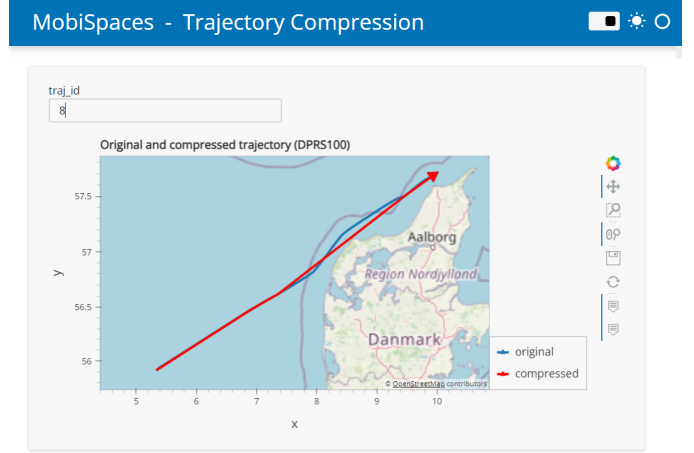 MobiSpaces - Trajectory Compression
traj_id
8
Original and compressed trajectory (DPRS100)
57.5
57
56.5
56
y
5
6
7
8
9
10
x
Aalborg
Region Nordjylland
Danmark
© OpenStreetMap contributors
original
compressed